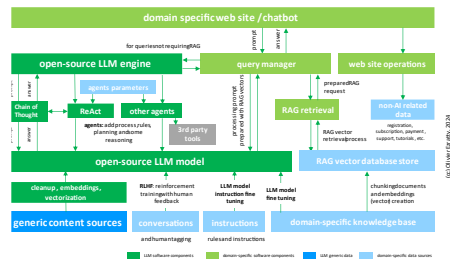 domain specific web site /chatbot
for queries not requiring RAG
prompt
answer
open-source LLM engine
query manager
web site operations
answer
agents parameters
prepared RAG
request
Chain of
Thought
ReAct
other agents
processing prompt
prepared with RAG vectors
RAG retrieval
non-AI related
data
agents: add process rules,
planning and some
reasoning
3rd party
tools
registration,
subscription, payment,
support, tutorials, etc.
answer
RAG vector
retrieval process
open-source LLM model
RAG vector database store
cleanup, embeddings,
vectorization
RLHF: reinforcement
training with human
feedback
LLM model
instruction fine
tuning
LLM model
fine tuning
chunking documents
and embeddings
(vector) creation
generic content sources
conversations
instructions
domain-specific knowledge base
and human tagging
rules and instructions
LLM software components
domain-specific software components
LLM generic data
domain-specific data sources
(cc) Olivier Ezratty, 2024